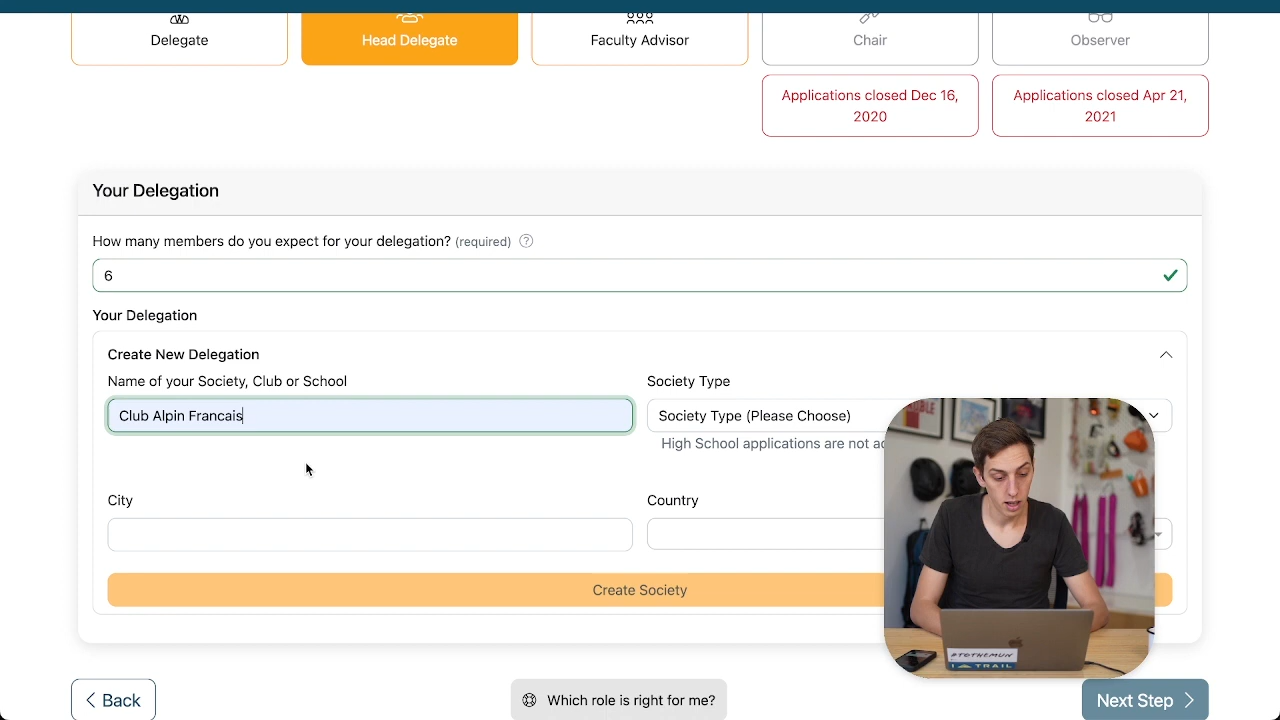 Delegate
Head Delegate
Faculty Advisor
Chair
Observer
Applications closed Dec 16,
2020
Applications closed Apr 21,
2021
Your Delegation
How many members do you expect for your delegation? (required) ?
6
Your Delegation
Create New Delegation
Name of your Society, Club or School
Society Type
Club Alpin Francais
Society Type (Please Choose)
High School applications are not
City
Country
Create Society
#TOTHEMUN
TRAIL
Back
Which role is right for me?
Next Step